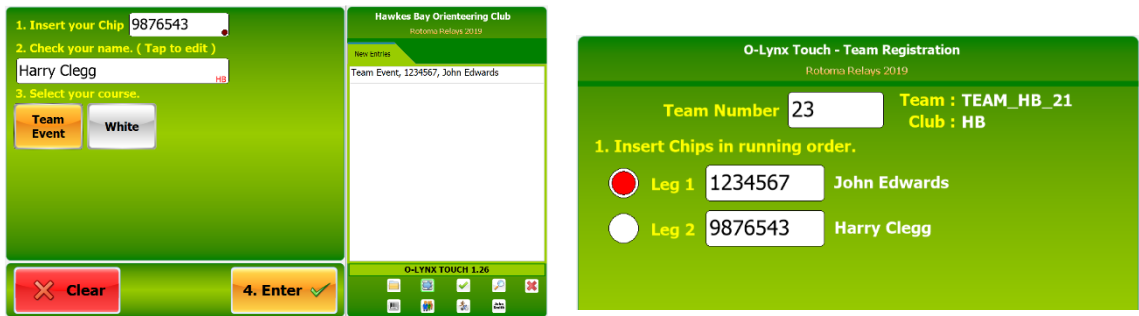 1. Insert your Chip 9876543
2. Check your name. ( Tap to edit )
Harry Clegg
HB
3. Select your course.
Team Event
White
Clear
4. Enter
Hawkes Bay Orienteering Club
Rotoma Relays 2019
New Entries
Team Event, 1234567, John Edwards
O-LYNX TOUCH 1.26
John Smith
O-Lynx Touch - Team Registration
Rotoma Relays 2019
Team Number 23 Team : TEAM_HB_21
Club : HB
1. Insert Chips in running order.
Leg 1 1234567 John Edwards
Leg 2 9876543 Harry Clegg